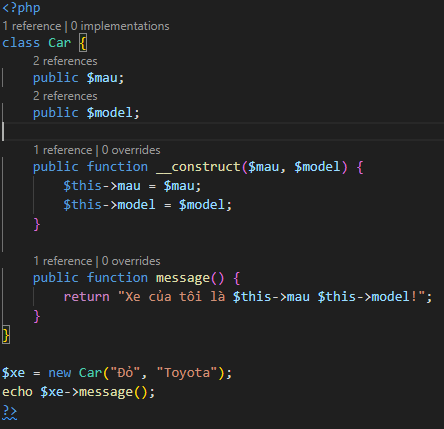 <?php
1 reference | 0 implementations
class Car {
2 references
public $mau;
2 references
public $model;
1 reference | 0 overrides
public function __construct($mau, $model) {
$this->mau = $mau;
$this->model = $model;
}
1 reference | 0 overrides
public function message() {
return "Xe của tôi là $this->mau $this->model!";
}
}
$xe = new Car("Đỏ", "Toyota");
echo $xe->message();
?>